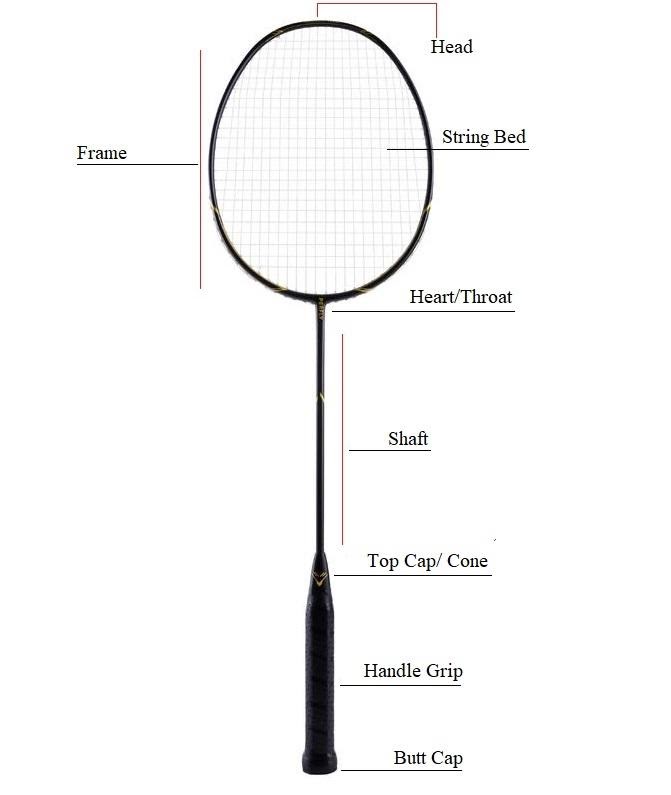 Head
String Bed
Frame
Heart/Throat
Shaft
Top Cap/ Cone
Handle Grip
Butt Cap